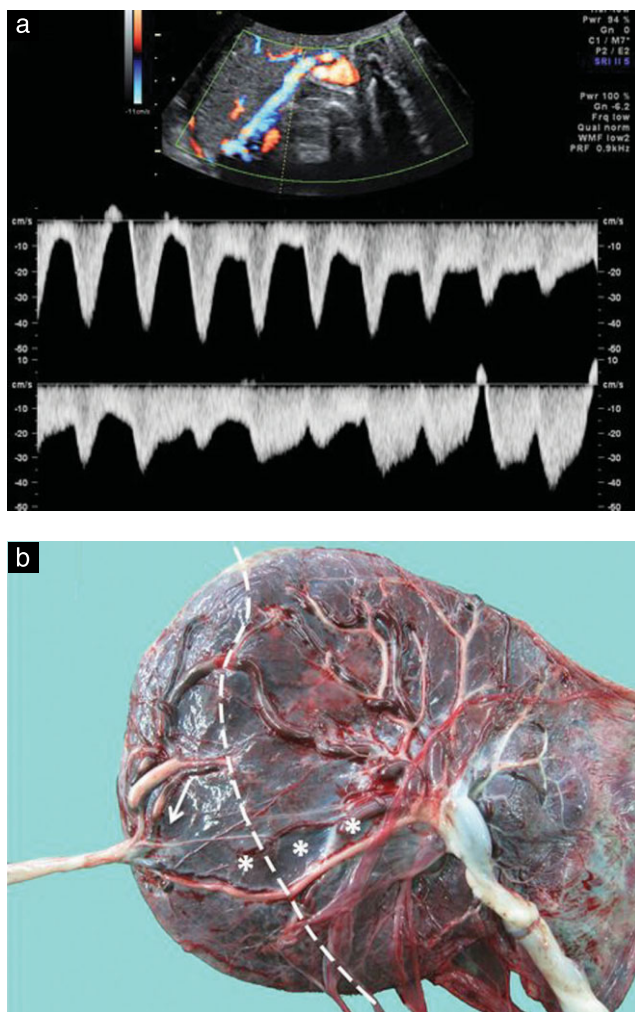 a
Pwr 94 %
Gn 0
C1 / M7*
P2 / E2
SRI II 5
Pwr 100 %
Gn -6.2
Frq low
Qual norm
WMF low2
PRF 0.9kHz
-11cm/s
cm/s cm/s
-10 -10
-20 -20
-30 -30
-40 -40
-50 -50
10 10
cm/s cm/s
-10 -10
-20 -20
-30 -30
-40 -40
-50 -50
b
* * *